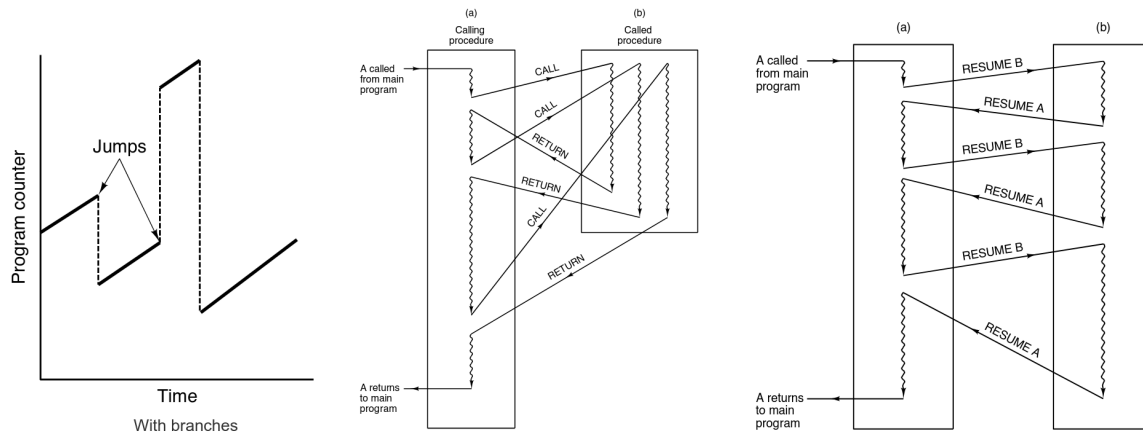 Program counter
Jumps
Time
With branches
(a)
Calling
procedure
(b)
Called
procedure
A called
from main
program
CALL
CALL
RETURN
RETURN
CALL
RETURN
A returns
to main
program
(a)
(b)
A called
from main
program
RESUME B
RESUME A
RESUME B
RESUME A
RESUME B
RESUME A
A returns
to main
program